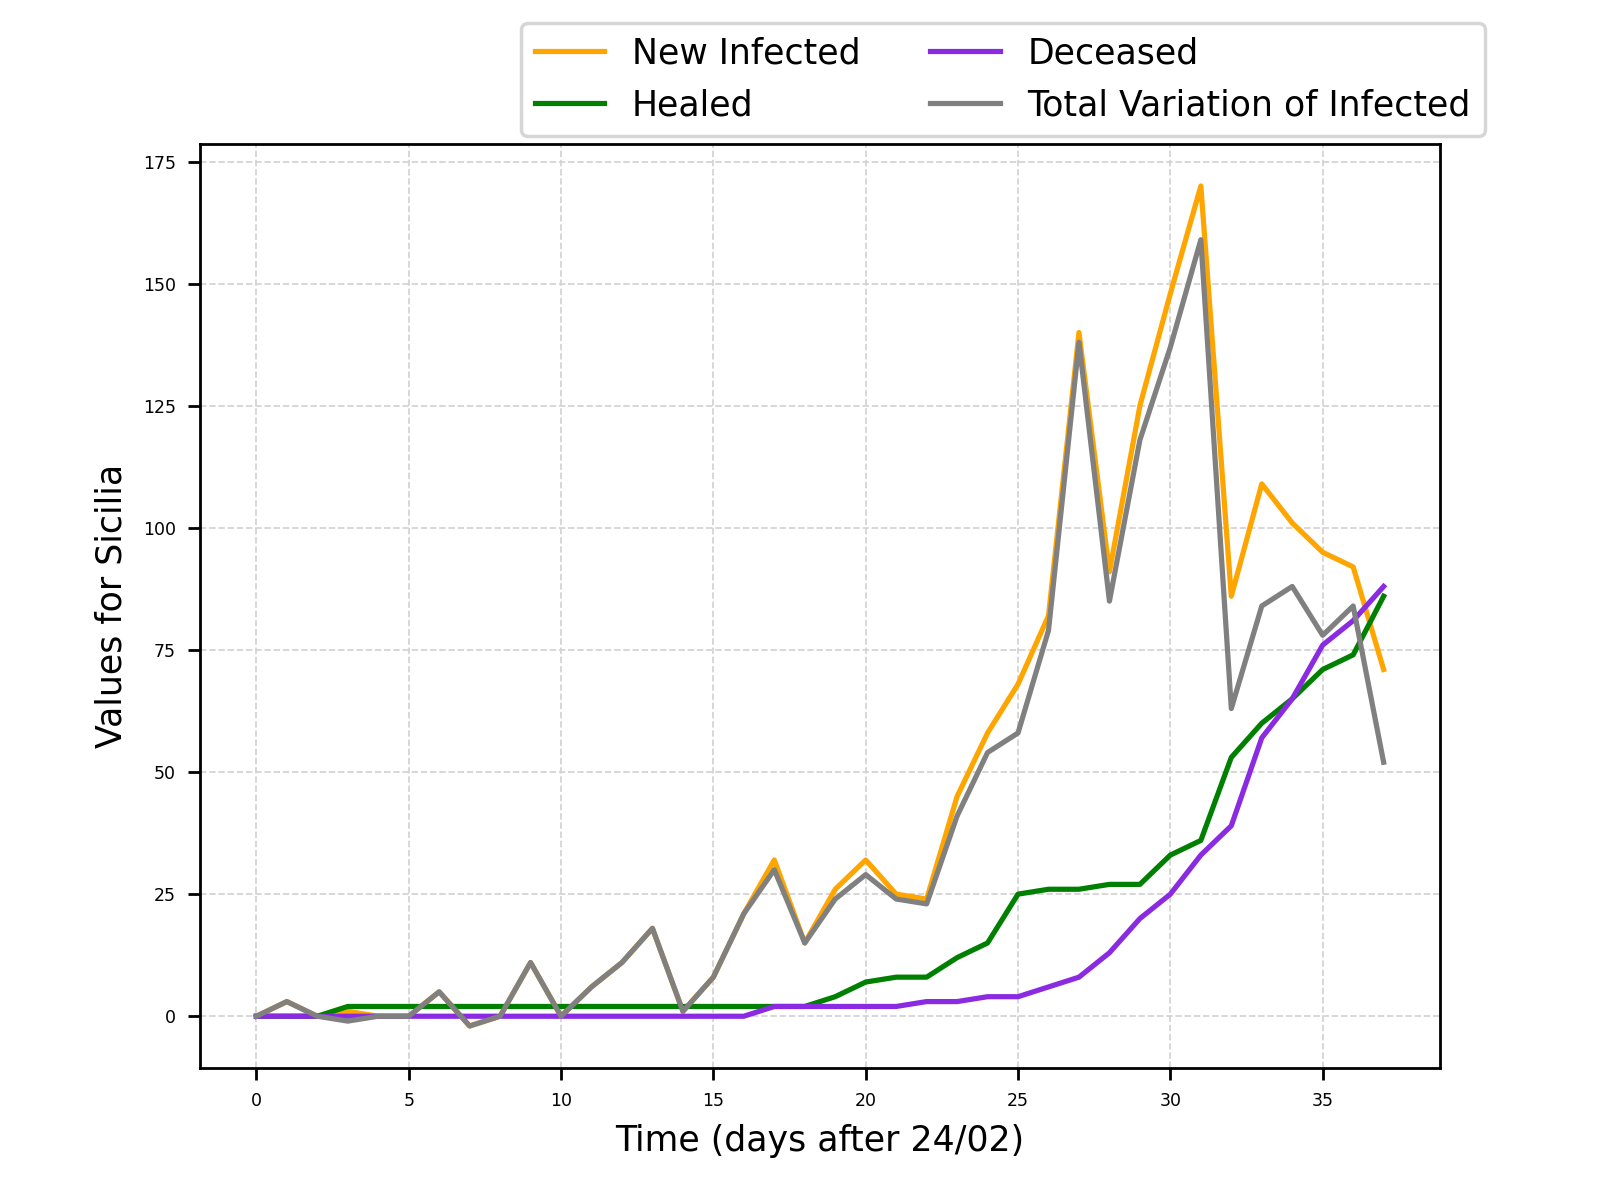 New Infected
Healed
Deceased
Total Variation of Infected
175
150
125
100
75
50
25
0
Values for Sicilia
0 5 10 15 20 25 30 35
Time (days after 24/02)